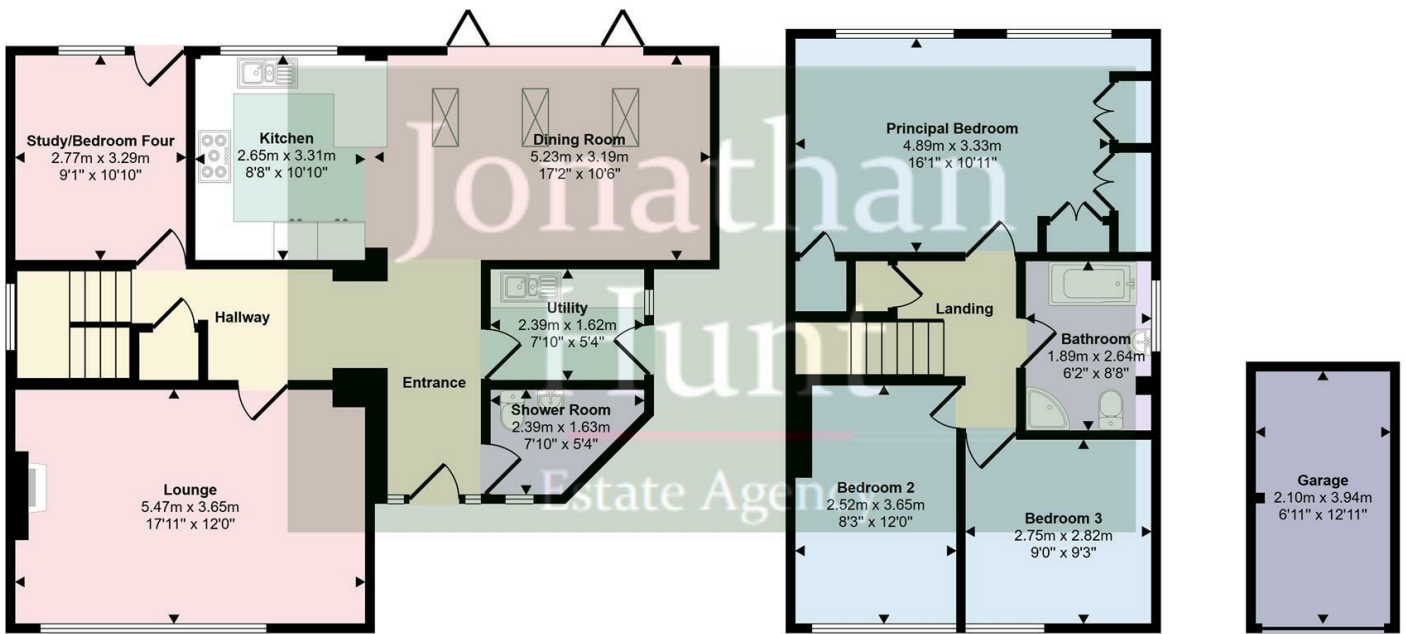 Study/Bedroom Four
2.77m x 3.29m
9'1" x 10'10"
Kitchen
2.65m x 3.31m
8'8" x 10'10"
Dining Room
5.23m x 3.19m
17'2" x 10'6"
Hallway
Utility
2.39m x 1.62m
7'10" x 5'4"
Entrance
Shower Room
2.39m x 1.63m
7'10" x 5'4"
Lounge
5.47m x 3.65m
17'11" x 12'0"
Principal Bedroom
4.89m x 3.33m
16'1" x 10'11"
Landing
Bathroom
1.89m x 2.64m
6'2" x 8'8"
Bedroom 2
2.52m x 3.65m
8'3" x 12'0"
Bedroom 3
2.75m x 2.82m
9'0" x 9'3"
Garage
2.10m x 3.94m
6'11" x 12'11"
Jonathan
Hunt
Estate Agency